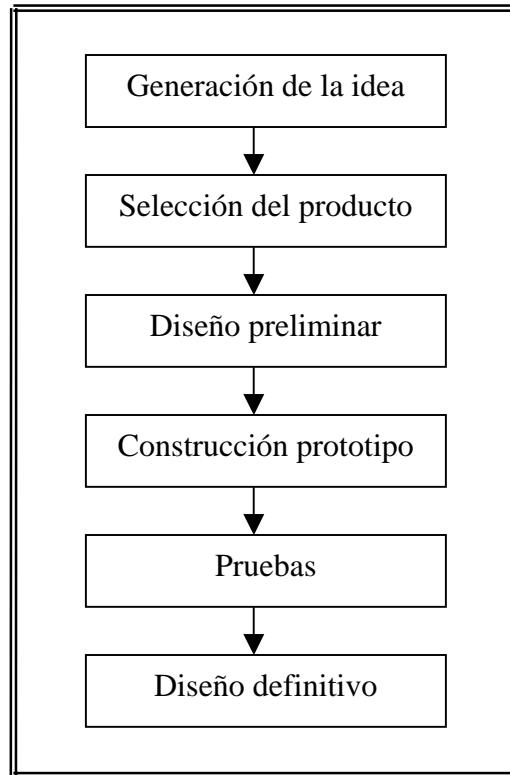 Generación de la idea
Selección del producto
Diseño preliminar
Construcción prototipo
Pruebas
Diseño definitivo